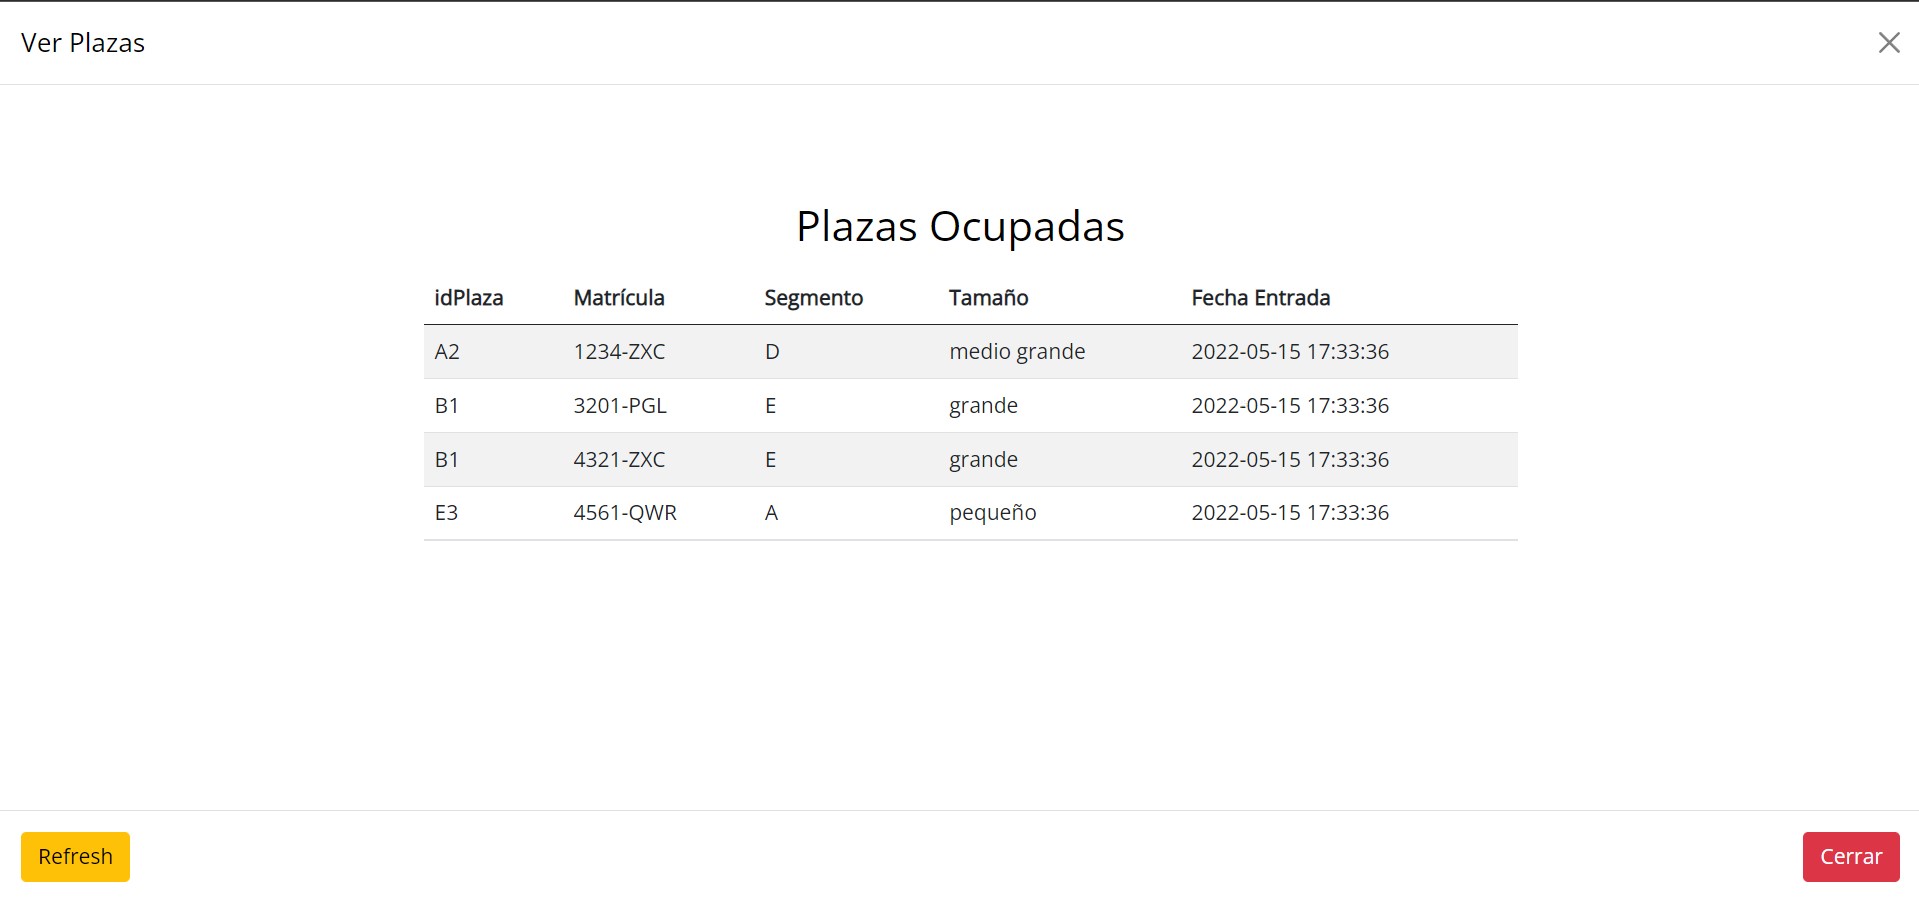 Ver Plazas
Plazas Ocupadas
idPlaza Matrícula Segmento Tamaño Fecha Entrada
A2 1234-ZXC D medio grande 2022-05-15 17:33:36
B1 3201-PGL E grande 2022-05-15 17:33:36
B1 4321-ZXC E grande 2022-05-15 17:33:36
E3 4561-QWR A pequeño 2022-05-15 17:33:36
Refresh Cerrar